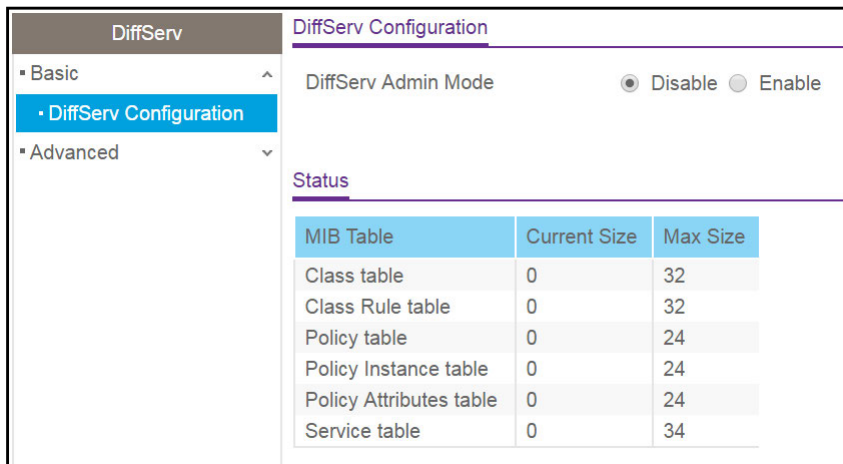 DiffServ
Basic
DiffServ Configuration
Advanced
DiffServ Configuration
DiffServ Admin Mode Disable Enable
Status
MIB Table Current Size Max Size
Class table 0 32
Class Rule table 0 32
Policy table 0 24
Policy Instance table 0 24
Policy Attributes table 0 24
Service table 0 34